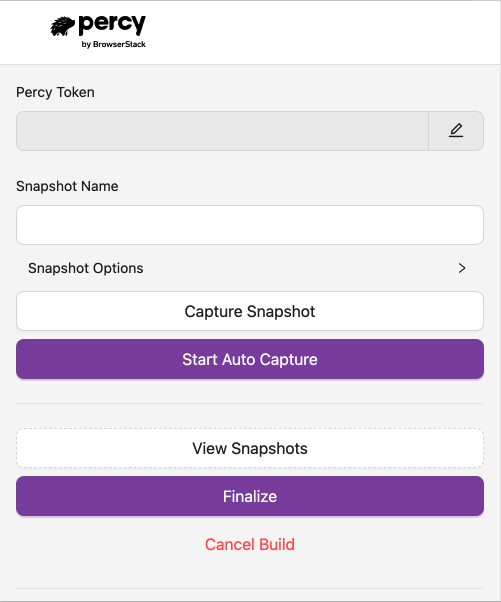 percy
by BrowserStack
Percy Token
Snapshot Name
Snapshot Options
Capture Snapshot
Start Auto Capture
View Snapshots
Finalize
Cancel Build